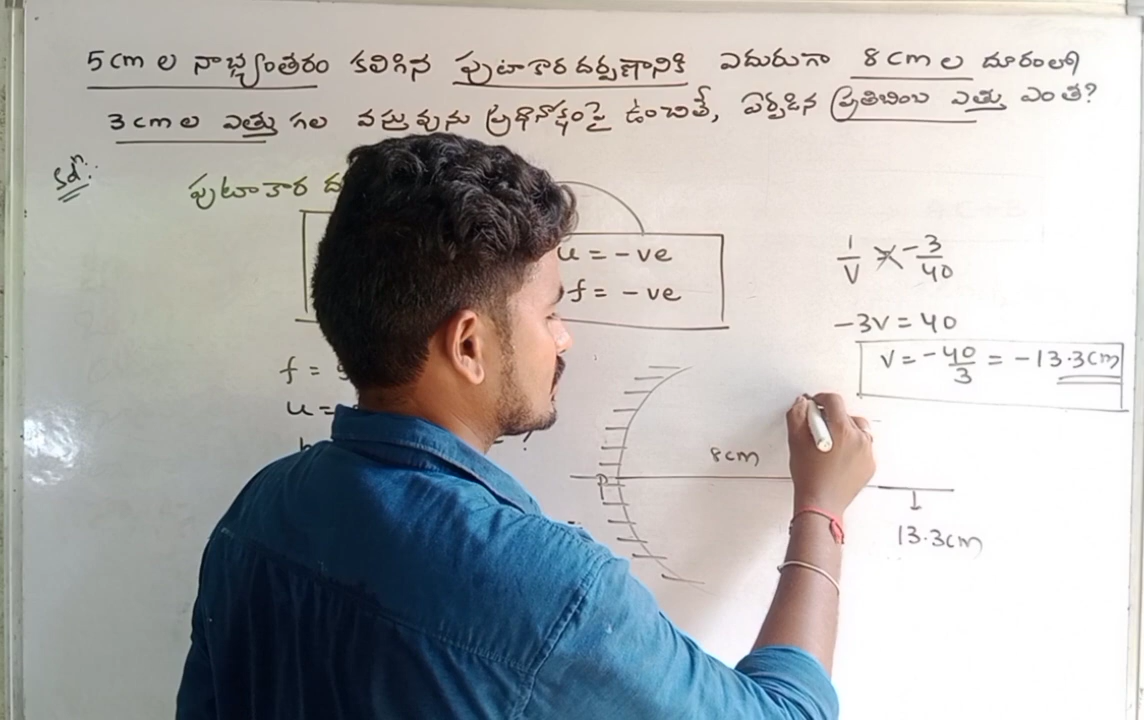 5cm ల నాభ్యంతరం కలిగిన పుటాకార దర్పణానికి ఎదురుగా 8cm ల దూరంలో
3cm ల ఎత్తు గల వస్తువును ప్రధానాక్షంపై ఉంచితే, ఏర్పడిన ప్రతిబింబ ఎత్తు ఎంత?
Soln:
పుటాకార ద
u = -ve
f = -ve
1/v × -3/40
-3v = 40
v = -40/3 = -13.3cm
f =
u =
h
?
8cm
P
13.3cm